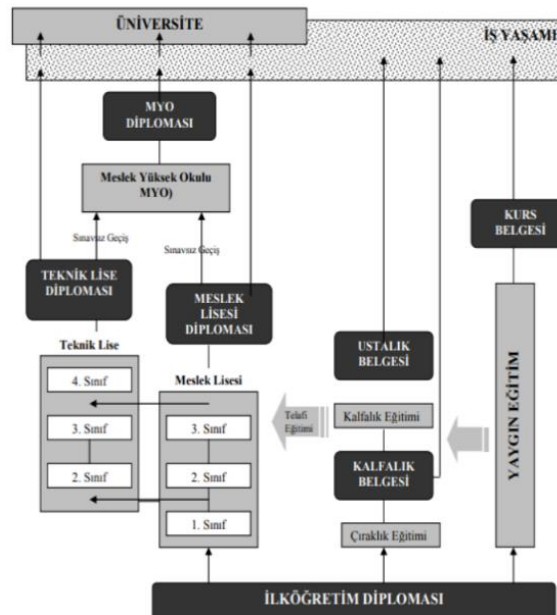 ÜNİVERSİTE
İŞ YAŞAMI
MYO
DİPLOMASI
Meslek Yüksek Okulu
MYO)
KURS
BELGESİ
Sınavsız Geçiş
Sınavsız Geçiş
TEKNİK LİSE
DİPLOMASI
MESLEK
LİSESİ
DİPLOMASI
USTALIK
BELGESİ
Teknik Lise
Meslek Lisesi
4. Sınıf
3. Sınıf
2. Sınıf
3. Sınıf
2. Sınıf
1. Sınıf
Telafi
Eğitimi
Kalfalık Eğitimi
KALFALIK
BELGESİ
Çıraklık Eğitimi
YAYGIN EĞİTİM
İLKÖĞRETİM DİPLOMASI